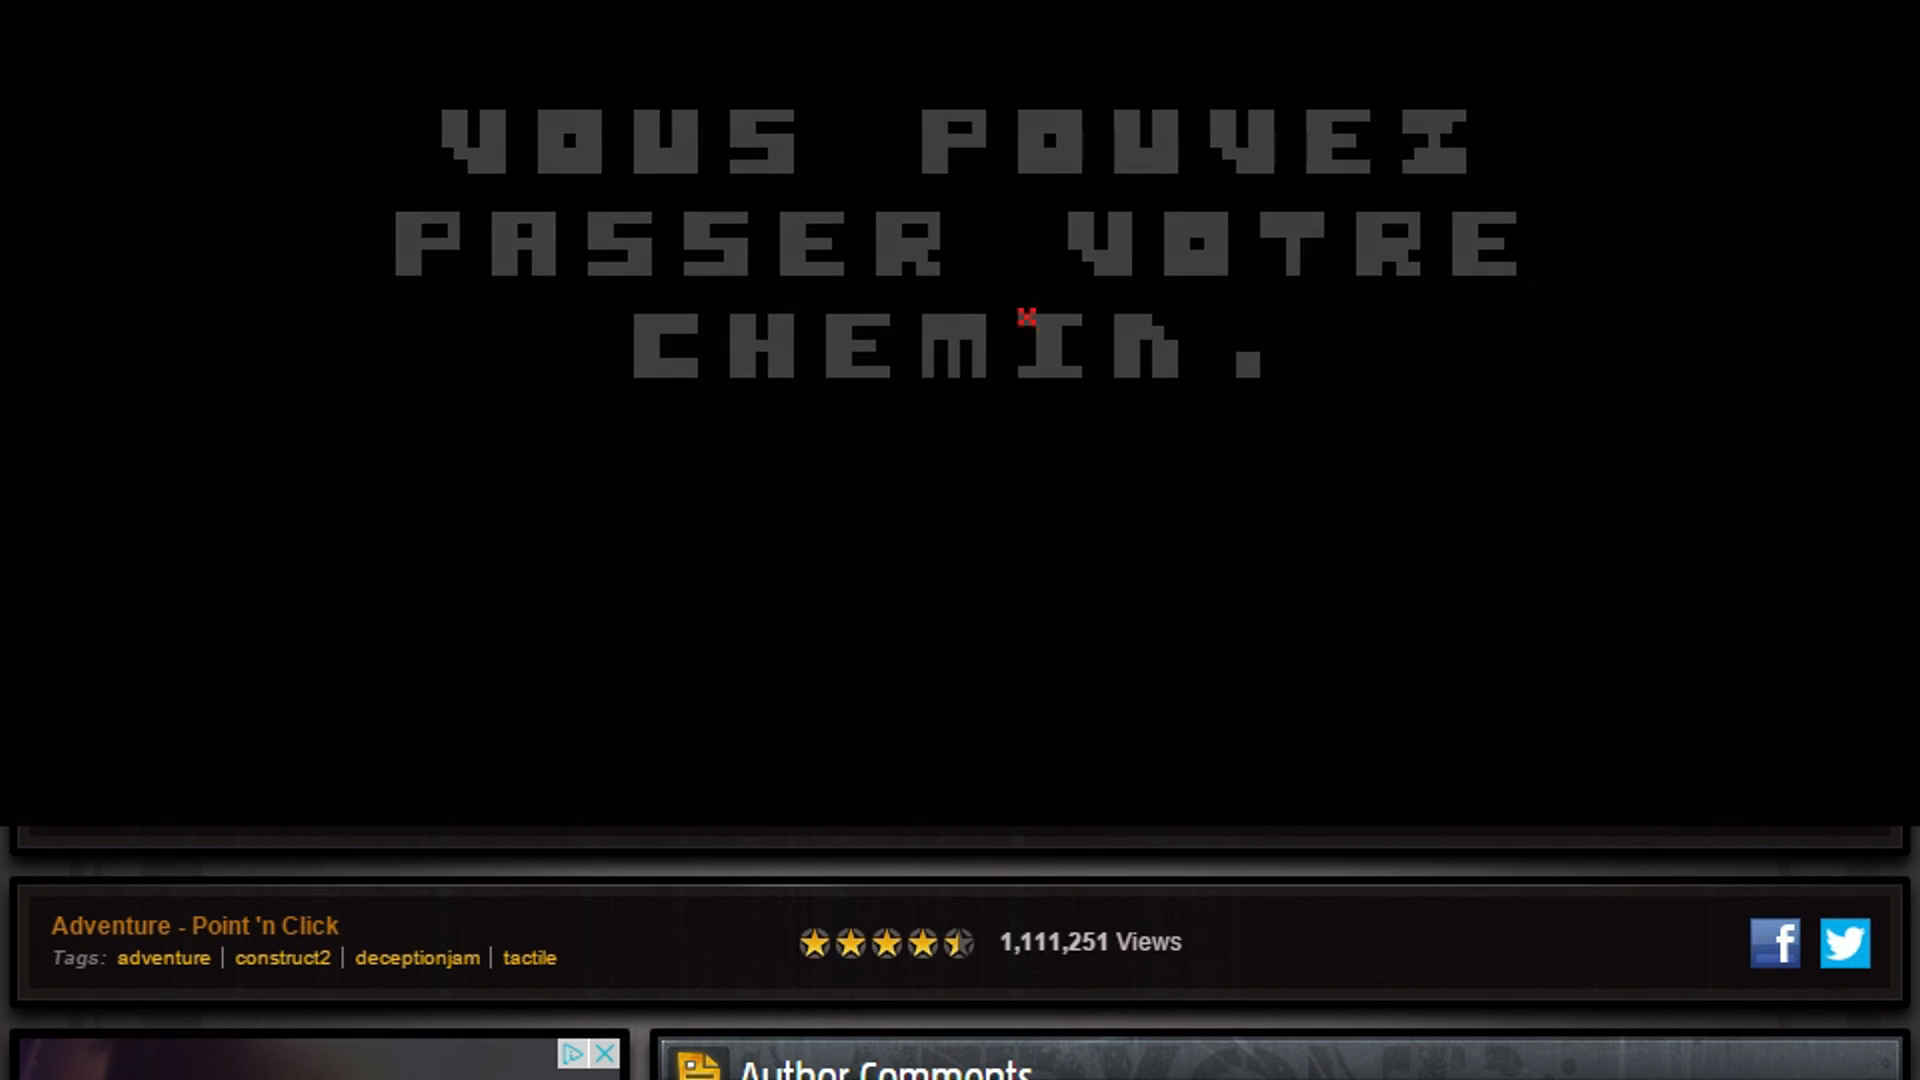 VOUS POUVEZ
PASSER VOTRE
CHEMIN.
Adventure - Point 'n Click
Tags: adventure | construct2 | deceptionjam | tactile
1,111,251 Views
f
Author Comments